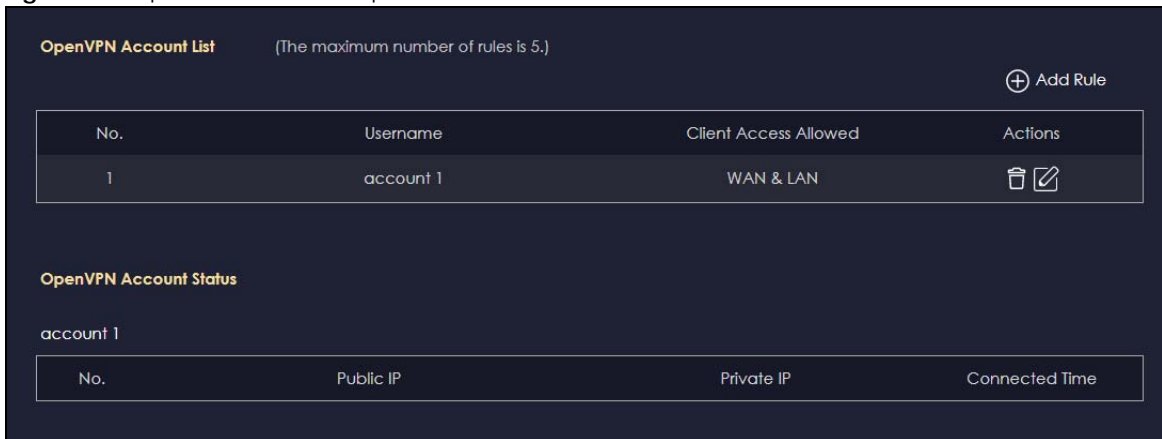 OpenVPN Account List (The maximum number of rules is 5.)
Add Rule
No. Username Client Access Allowed Actions
1 account 1 WAN & LAN
OpenVPN Account Status
account 1
No. Public IP Private IP Connected Time